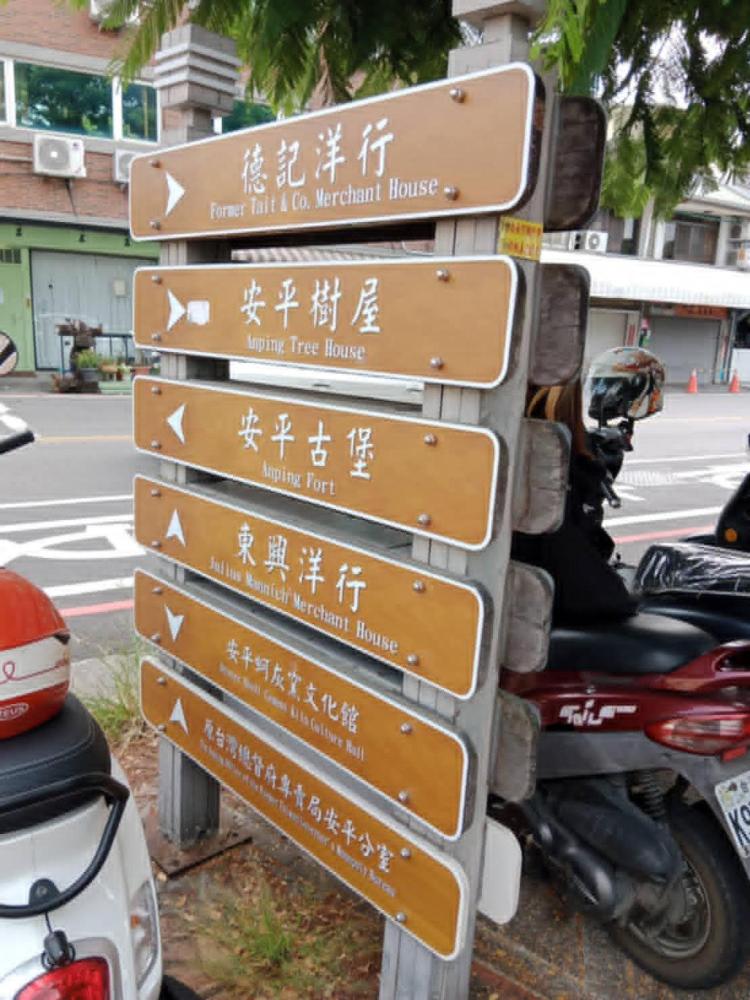 德記洋行
Former Tait & Co. Merchant House
安平樹屋
Anping Tree House
安平古堡
Anping Fort
東興洋行
Julius Mannich Merchant House
安平蚵灰窯文化館
原台灣總督府專賣局安平分室